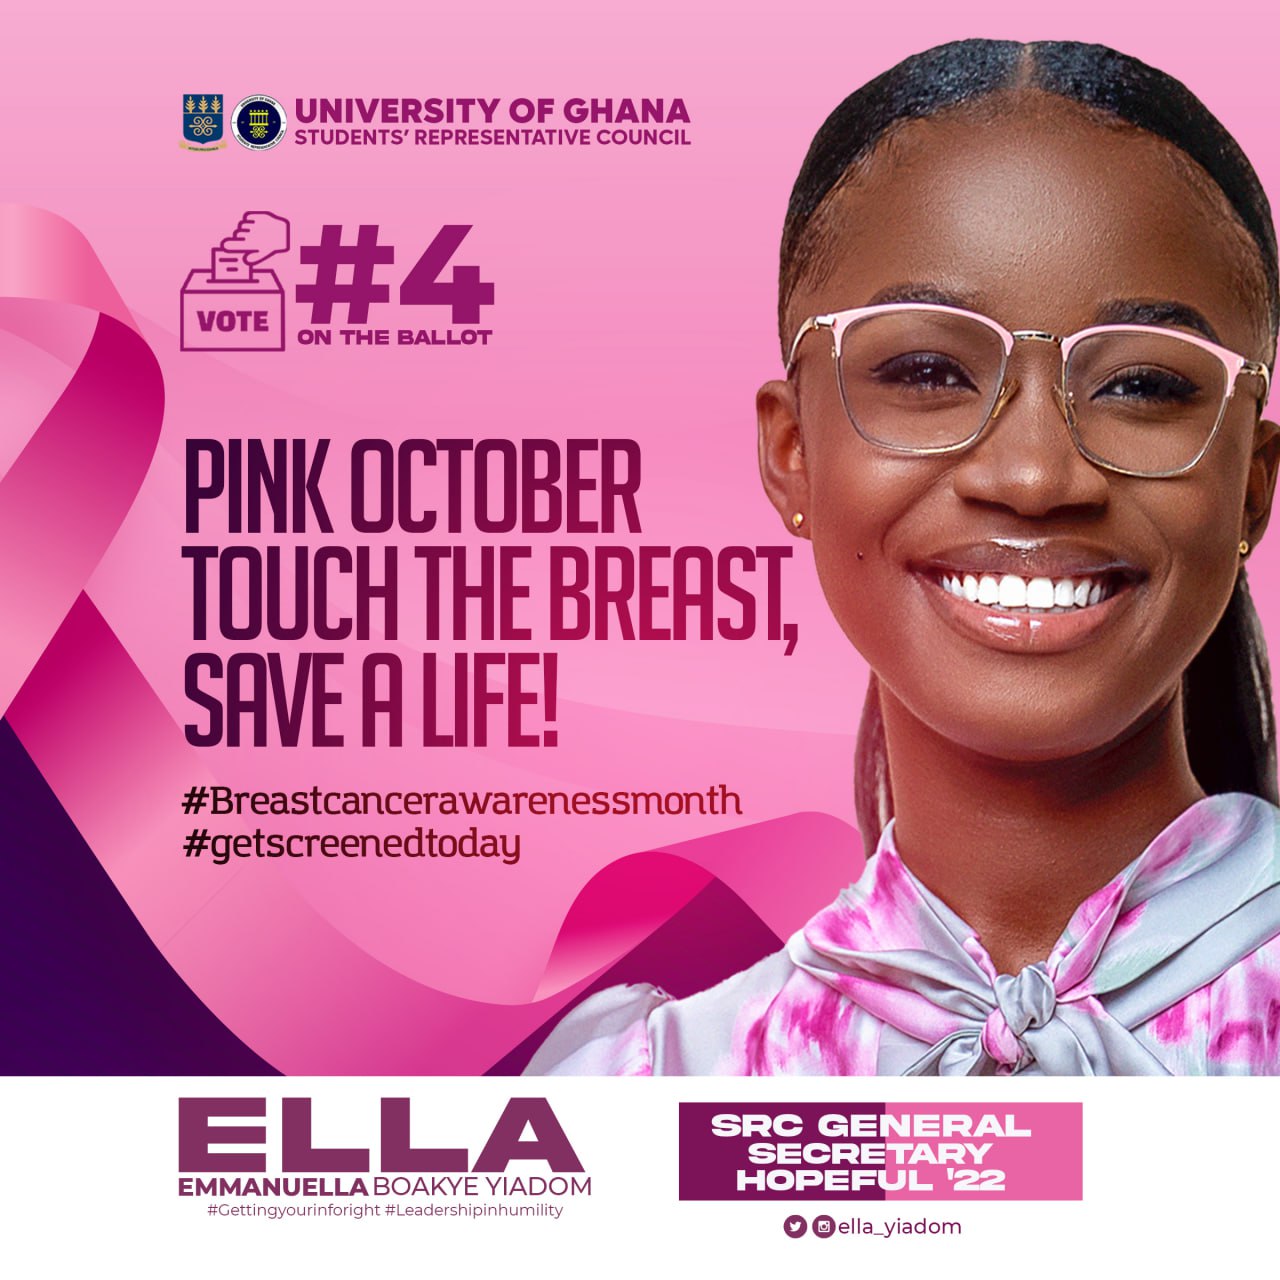 UNIVERSITY OF GHANA
STUDENTS' REPRESENTATIVE COUNCIL
VOTE
#4
ON THE BALLOT
PINK OCTOBER
TOUCH THE BREAST,
SAVE A LIFE!
#Breastcancerawarenessmonth
#getscreenedtoday
ELLA
EMMANUELLA BOAKYE YIADOM
#Gettingyourinforight #Leadershipinhumility
SRC GENERAL
SECRETARY
HOPEFUL '22
ella_yiadom